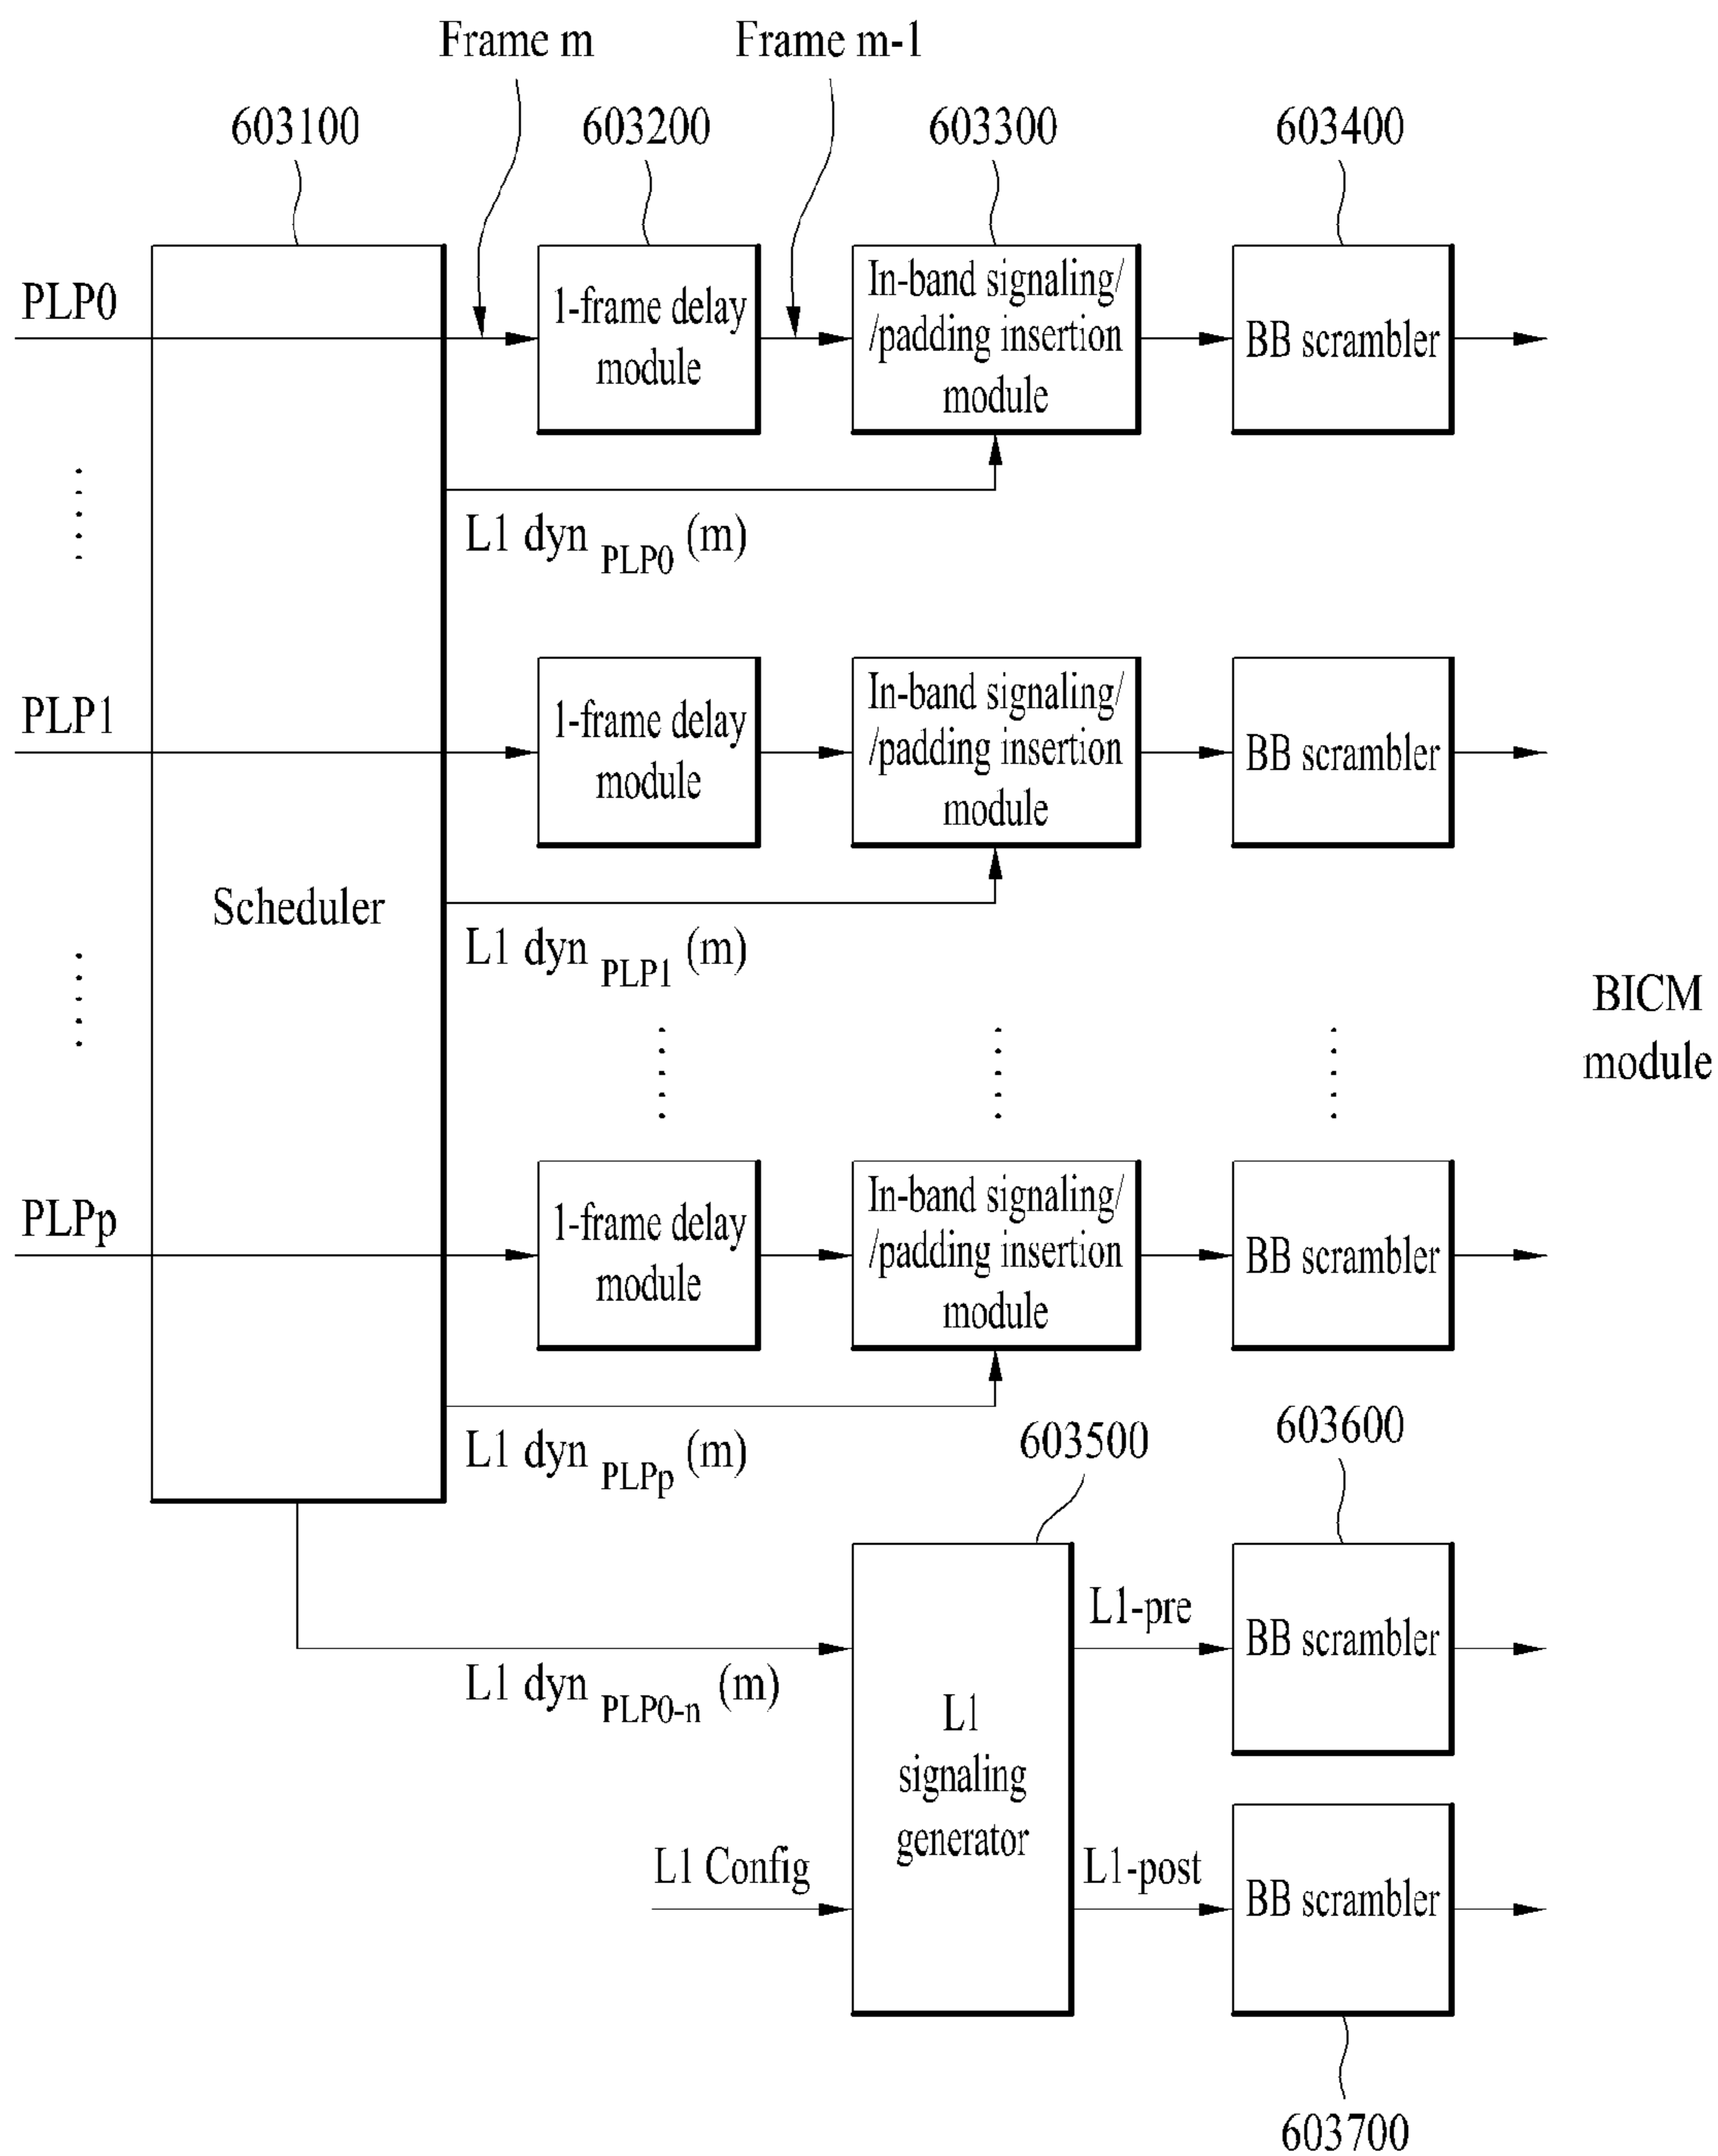 Frame m
Frame m-1
603100
603200
603300
603400
PLP0
1-frame delay
module
In-band signaling/
/padding insertion
module
BB scrambler
L1 dyn PLP0 (m)
PLP1
1-frame delay
module
In-band signaling/
/padding insertion
module
BB scrambler
Scheduler
L1 dyn PLP1 (m)
BICM
module
PLPp
1-frame delay
module
In-band signaling/
/padding insertion
module
BB scrambler
L1 dyn PLPp (m)
603500
603600
L1-pre
BB scrambler
L1 dyn PLP0-n (m)
L1
signaling
generator
L1 Config
L1-post
BB scrambler
603700